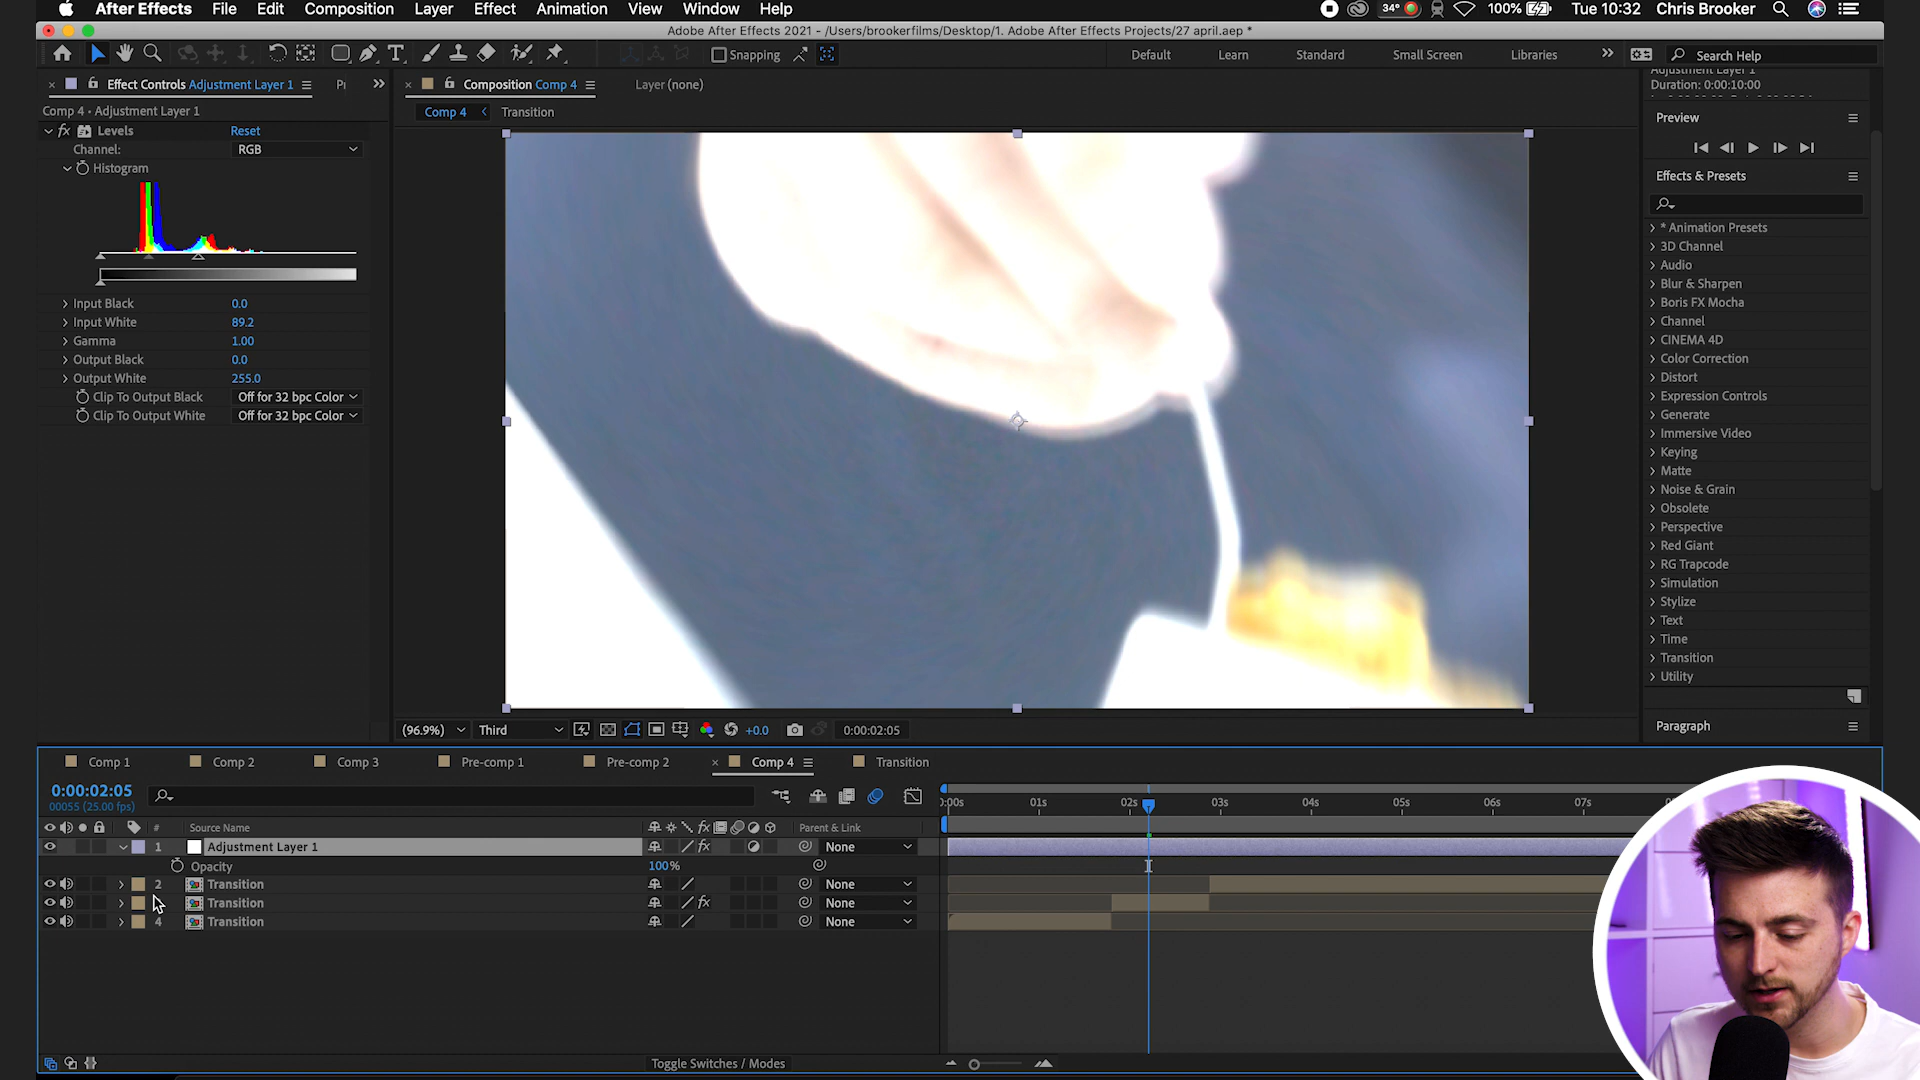 After Effects File Edit Composition Layer Effect Animation View Window Help 34° 100% Tue 10:32 Chris Brooker
Adobe After Effects 2021 - /Users/brookerfilms/Desktop/1. Adobe After Effects Projects/27 april.aep *
Snapping Default Learn Standard Small Screen Libraries Search Help
Effect Controls Adjustment Layer 1 Composition Comp 4 Layer (none)
Adjustment Layer 1
Duration: 0:00:10:00
Comp 4 • Adjustment Layer 1
Comp 4 Transition
Levels Reset
Channel: RGB
Histogram
Input Black 0.0
Input White 89.2
Gamma 1.00
Output Black 0.0
Output White 255.0
Clip To Output Black Off for 32 bpc Color
Clip To Output White Off for 32 bpc Color
Preview
Effects & Presets
* Animation Presets
3D Channel
Audio
Blur & Sharpen
Boris FX Mocha
Channel
CINEMA 4D
Color Correction
Distort
Expression Controls
Generate
Immersive Video
Keying
Matte
Noise & Grain
Obsolete
Perspective
Red Giant
RG Trapcode
Simulation
Stylize
Text
Time
Transition
Utility
Paragraph
(96.9%) Third +0.0 0:00:02:05
Comp 1 Comp 2 Comp 3 Pre-comp 1 Pre-comp 2 Comp 4 Transition
0:00:02:05
00055 (25.00 fps)
:00s 01s 02s 03s 04s 05s 06s 07s
# Source Name Parent & Link
1 Adjustment Layer 1 None
Opacity 100%
2 Transition None
Transition None
4 Transition None
Toggle Switches / Modes